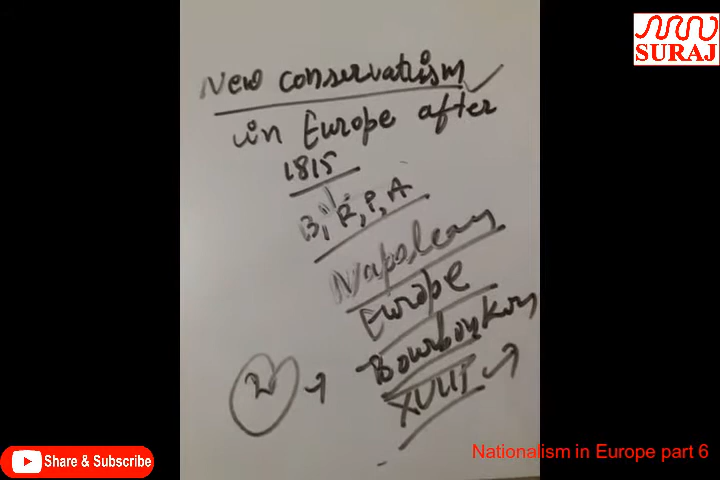 SURAJ
New conservatism
in Europe after
1815
B, R, P, A
Napoleon
Europe
Bourbon
XVIII
Share & Subscribe
Nationalism in Europe part 6